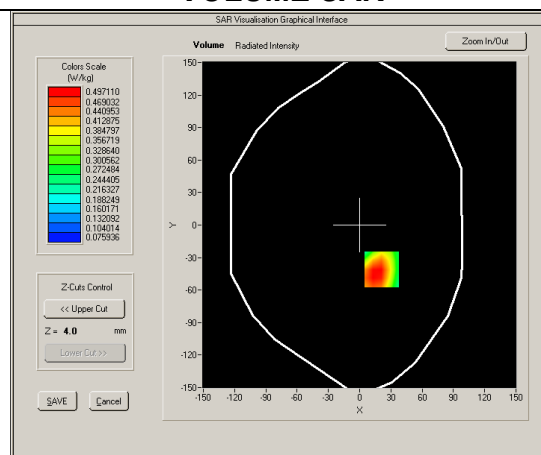 VOLUME SAR
SAR Visualisation Graphical Interface
Volume Radiated Intensity
Zoom In/Out
Colors Scale
(W/kg)
0.497110
0.469032
0.440953
0.412875
0.384797
0.356719
0.328640
0.300562
0.272484
0.244405
0.216327
0.188249
0.160171
0.132092
0.104014
0.075936
Z-Cuts Control
<< Upper Cut
Z = 4.0 mm
Lower Cut >>
SAVE
Cancel
150
120
90
60
30
0
-30
-60
-90
-120
-150
Y
-150 -120 -90 -60 -30 0 30 60 90 120 150
X